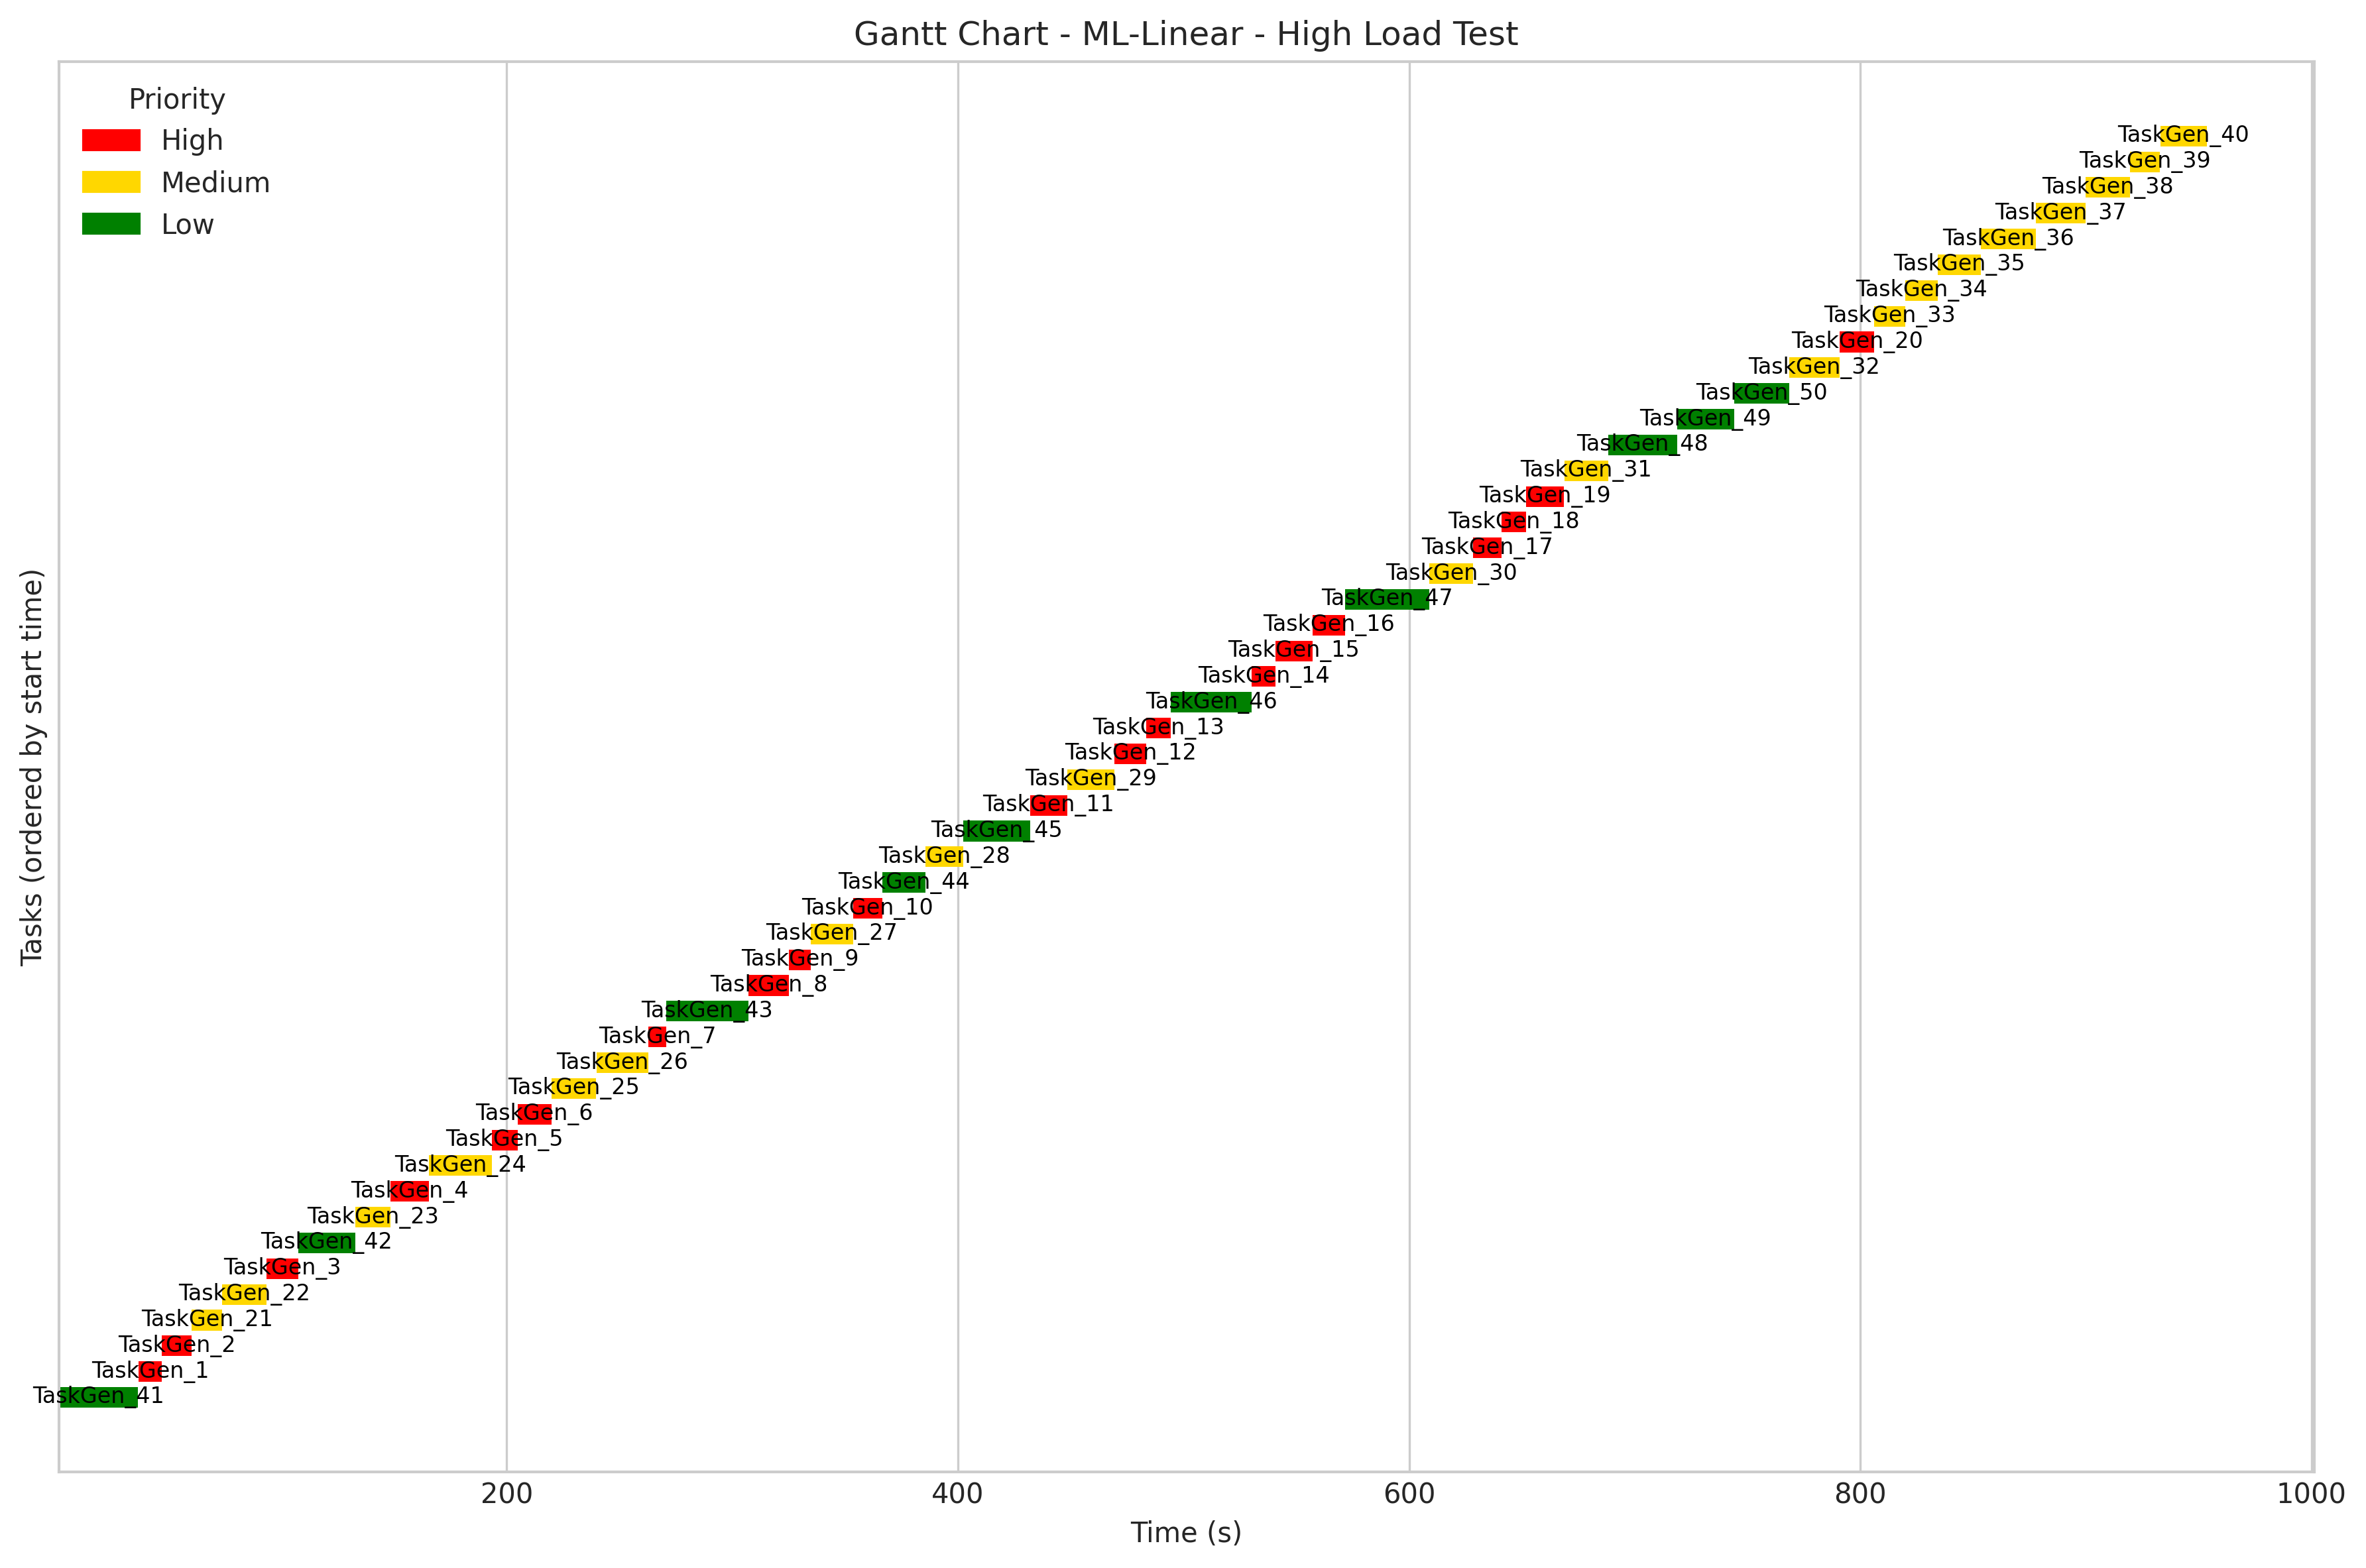 Gantt Chart - ML-Linear - High Load Test
Priority
High
Medium
Low
TaskGen_40
TaskGen_39
TaskGen_38
TaskGen_37
TaskGen_36
TaskGen_35
TaskGen_34
TaskGen_33
TaskGen_20
TaskGen_32
TaskGen_50
TaskGen_49
TaskGen_48
TaskGen_31
TaskGen_19
TaskGen_18
TaskGen_17
TaskGen_30
TaskGen_47
TaskGen_16
TaskGen_15
TaskGen_14
TaskGen_46
TaskGen_13
TaskGen_12
TaskGen_29
TaskGen_11
TaskGen_45
TaskGen_28
TaskGen_44
TaskGen_10
TaskGen_27
TaskGen_9
TaskGen_8
TaskGen_43
TaskGen_7
TaskGen_26
TaskGen_25
TaskGen_6
TaskGen_5
TaskGen_24
TaskGen_4
TaskGen_23
TaskGen_42
TaskGen_3
TaskGen_22
TaskGen_21
TaskGen_2
TaskGen_1
TaskGen_41
Tasks (ordered by start time)
200 400 600 800 1000
Time (s)